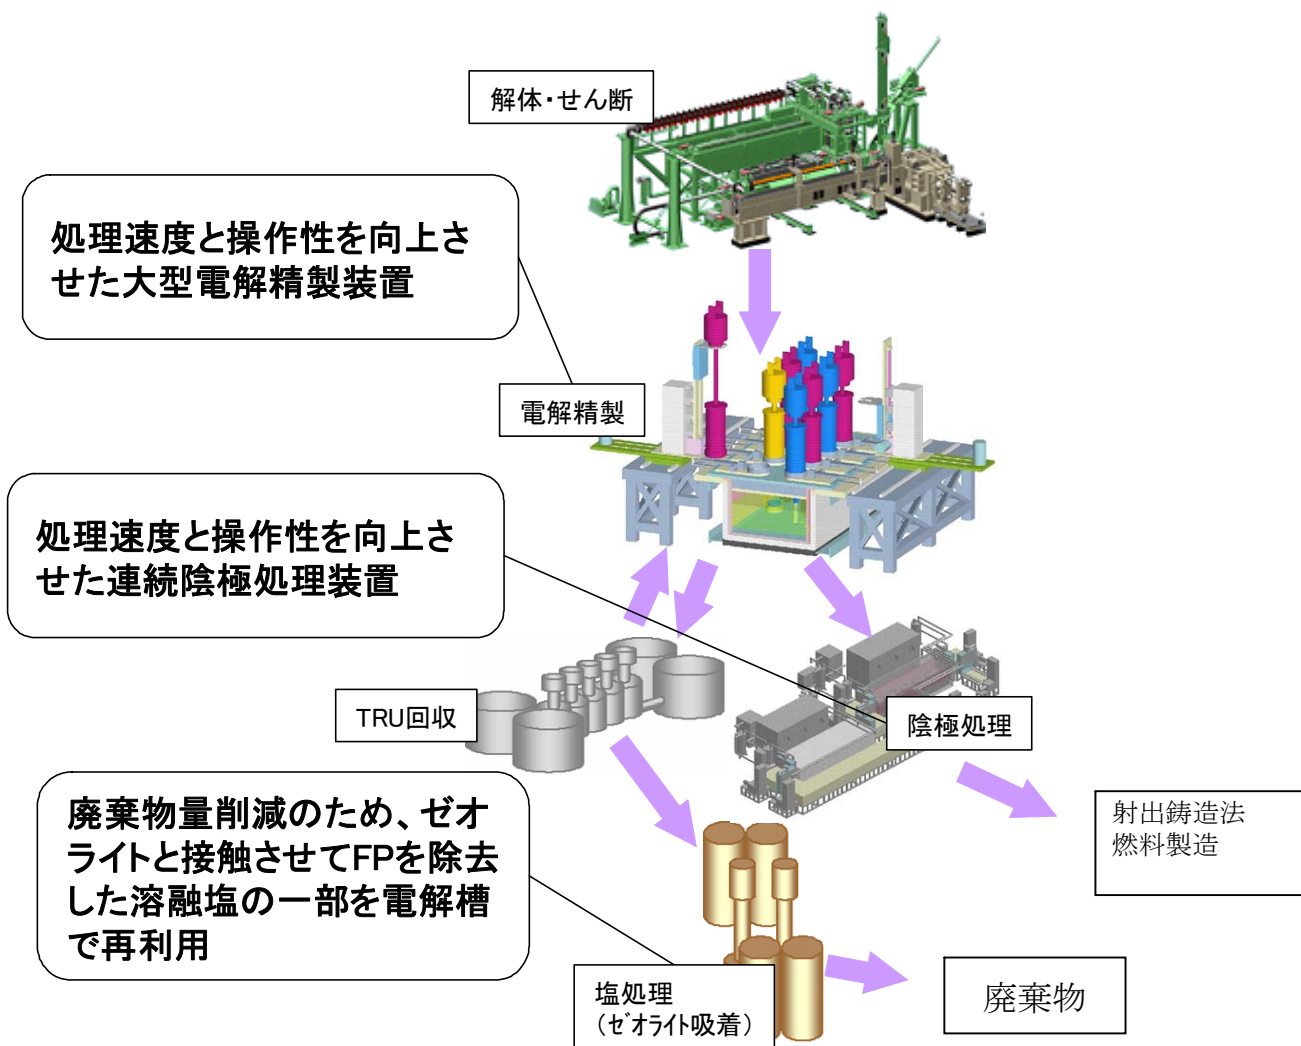 解体・せん断
処理速度と操作性を向上さ
せた大型電解精製装置
電解精製
処理速度と操作性を向上さ
せた連続陰極処理装置
TRU回収
陰極処理
廃棄物量削減のため、ゼオ
ライトと接触させてFPを除去
した溶融塩の一部を電解槽
で再利用
射出鋳造法
燃料製造
塩処理
（ｾﾞｵﾗｲﾄ吸着）
廃棄物